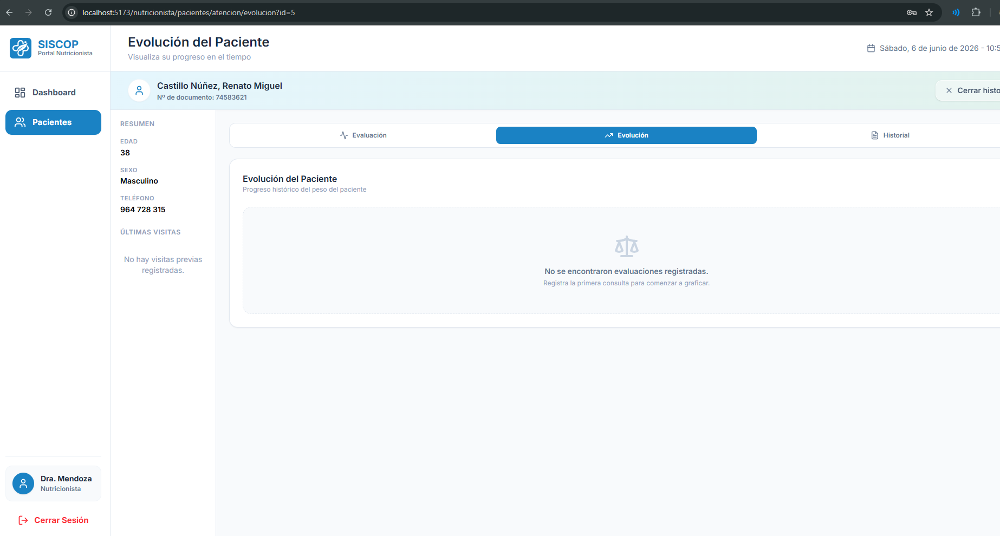 localhost:5173/nutricionista/pacientes/atencion/evolucion?id=5
SISCOP
Portal Nutricionista
Evolución del Paciente
Visualiza su progreso en el tiempo
Sábado, 6 de junio de 2026 - 10:5
Dashboard
Pacientes
Castillo Núñez, Renato Miguel
Nº de documento: 74583621
Cerrar histo
RESUMEN
EDAD
38
SEXO
Masculino
TELÉFONO
964 728 315
ÚLTIMAS VISITAS
No hay visitas previas
registradas.
Evaluación
Evolución
Historial
Evolución del Paciente
Progreso histórico del peso del paciente
No se encontraron evaluaciones registradas.
Registra la primera consulta para comenzar a graficar.
Dra. Mendoza
Nutricionista
Cerrar Sesión